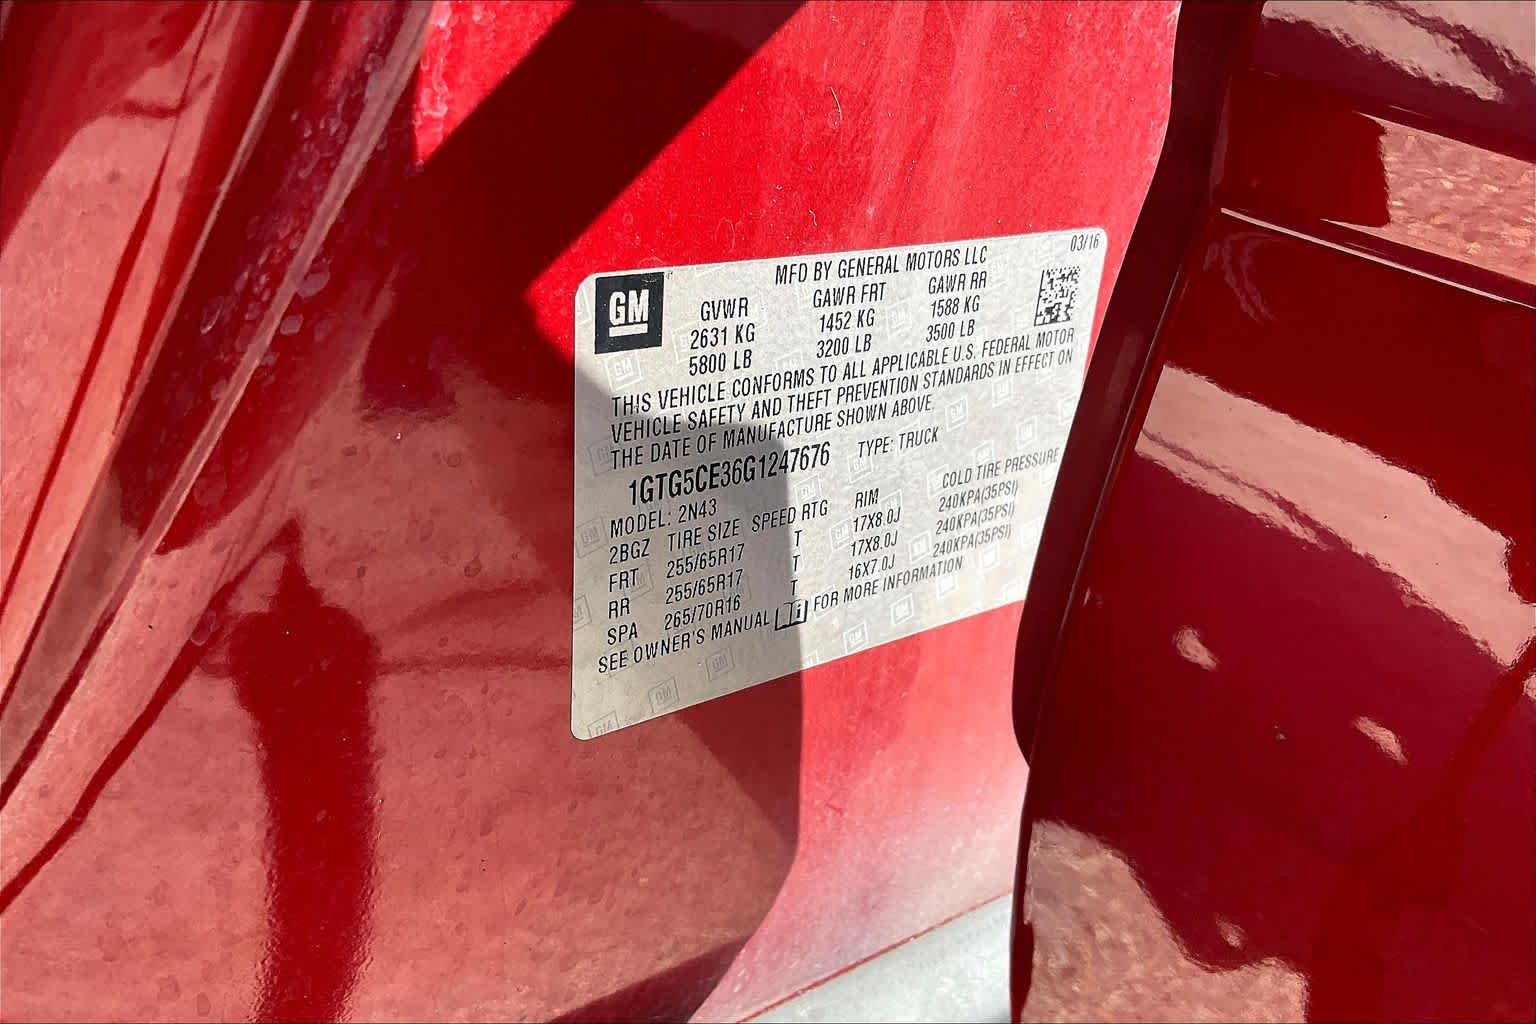 03/16
GM
MFD BY GENERAL MOTORS LLC
GVWR GAWR FRT GAWR RR
2631 KG 1452 KG 1588 KG
5800 LB 3200 LB 3500 LB
THIS VEHICLE CONFORMS TO ALL APPLICABLE U.S. FEDERAL MOTOR
VEHICLE SAFETY AND THEFT PREVENTION STANDARDS IN EFFECT ON
THE DATE OF MANUFACTURE SHOWN ABOVE.
1GTG5CE36G1247676 TYPE: TRUCK
MODEL: 2N43
2BGZ TIRE SIZE SPEED RTG RIM COLD TIRE PRESSURE
FRT 255/65R17 T 17X8.0J 240KPA(35PSI)
RR 255/65R17 T 17X8.0J 240KPA(35PSI)
SPA 265/70R16 T 16X7.0J 240KPA(35PSI)
SEE OWNER'S MANUAL i FOR MORE INFORMATION